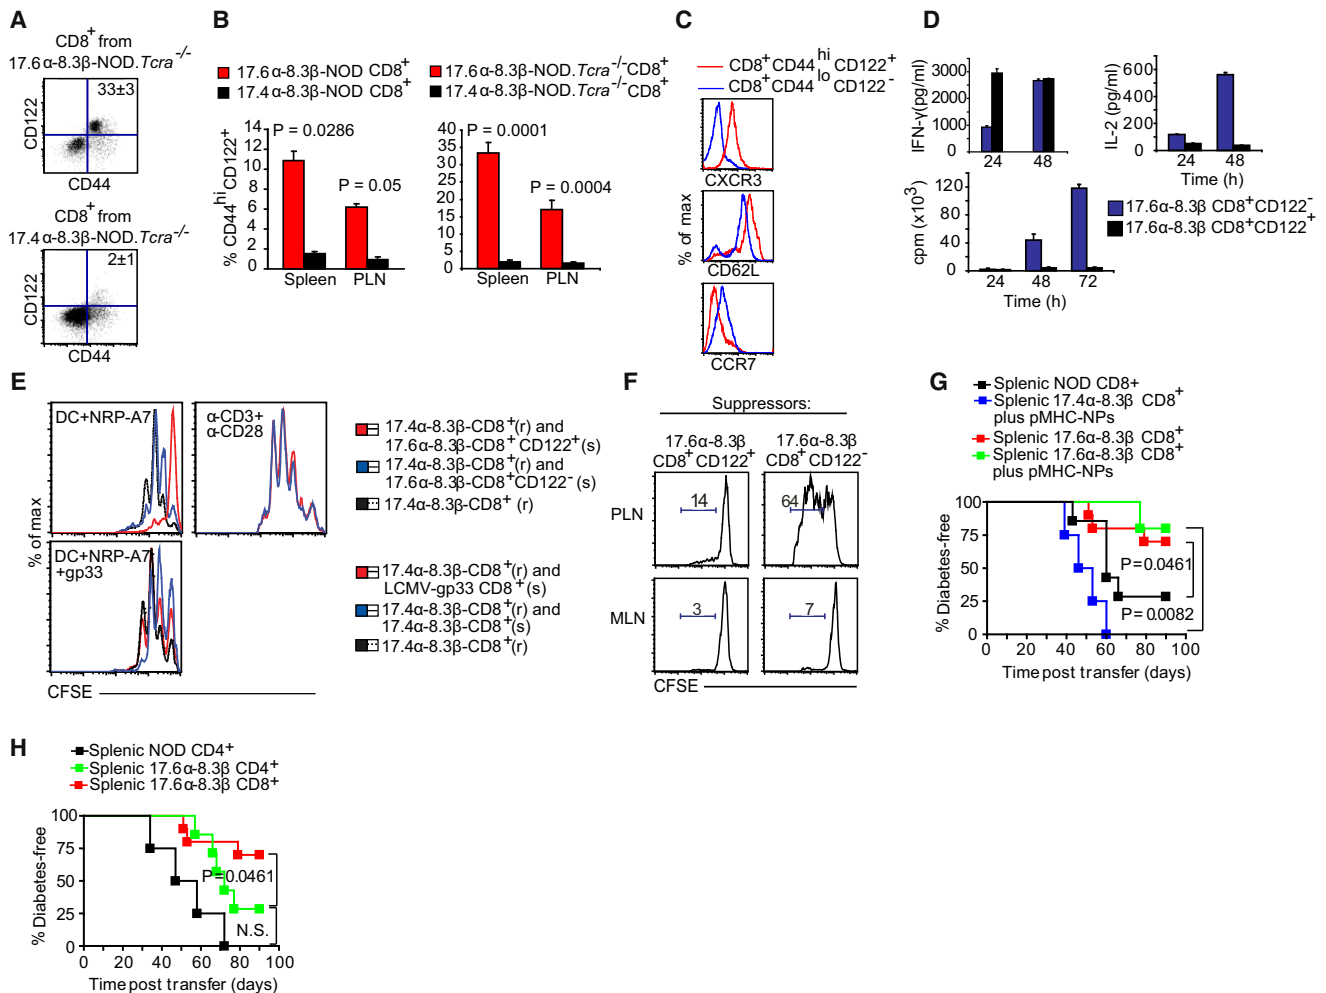 A
CD8+ from
17.6α-8.3β-NOD.Tcra-/-
33±3
CD122
CD44
CD8+ from
17.4α-8.3β-NOD.Tcra-/-
2±1
CD122
CD44
B
17.6α-8.3β-NOD CD8+
17.4α-8.3β-NOD CD8+
17.6α-8.3β-NOD.Tcra-/-CD8+
17.4α-8.3β-NOD.Tcra-/-CD8+
% CD44hiCD122+
14
12
10
8
6
4
2
0
P = 0.0286
P = 0.05
Spleen
PLN
40
35
30
25
20
15
10
5
0
P = 0.0001
P = 0.0004
Spleen
PLN
C
CD8+CD44hi CD122+
CD8+CD44lo CD122-
% of max
CXCR3
CD62L
CCR7
D
IFN-γ(pg/ml)
3000
2000
1000
0
24
48
IL-2 (pg/ml)
600
400
200
0
24
48
Time (h)
cpm (x103)
120
80
40
0
24
48
72
Time (h)
17.6α-8.3β CD8+CD122-
17.6α-8.3β CD8+CD122+
E
% of max
DC+NRP-A7
α-CD3+
α-CD28
17.4α-8.3β-CD8+(r) and
17.6α-8.3β-CD8+CD122+(s)
17.4α-8.3β-CD8+(r) and
17.6α-8.3β-CD8+CD122-(s)
17.4α-8.3β-CD8+ (r)
DC+NRP-A7
+gp33
17.4α-8.3β-CD8+(r) and
LCMV-gp33 CD8+(s)
17.4α-8.3β-CD8+(r) and
17.4α-8.3β-CD8+(s)
17.4α-8.3β-CD8+(r)
CFSE
F
Suppressors:
17.6α-8.3β
CD8+CD122+
17.6α-8.3β
CD8+CD122-
PLN
14
64
MLN
3
7
CFSE
G
Splenic NOD CD8+
Splenic 17.4α-8.3β CD8+
plus pMHC-NPs
Splenic 17.6α-8.3β CD8+
Splenic 17.6α-8.3β CD8+
plus pMHC-NPs
% Diabetes-free
100
75
50
25
0
P=0.0461
P=0.0082
0 20 40 60 80 100
Time post transfer (days)
H
Splenic NOD CD4+
Splenic 17.6α-8.3β CD4+
Splenic 17.6α-8.3β CD8+
% Diabetes-free
100
75
50
25
0
P=0.0461
N.S.
0 20 40 60 80 100
Time post transfer (days)